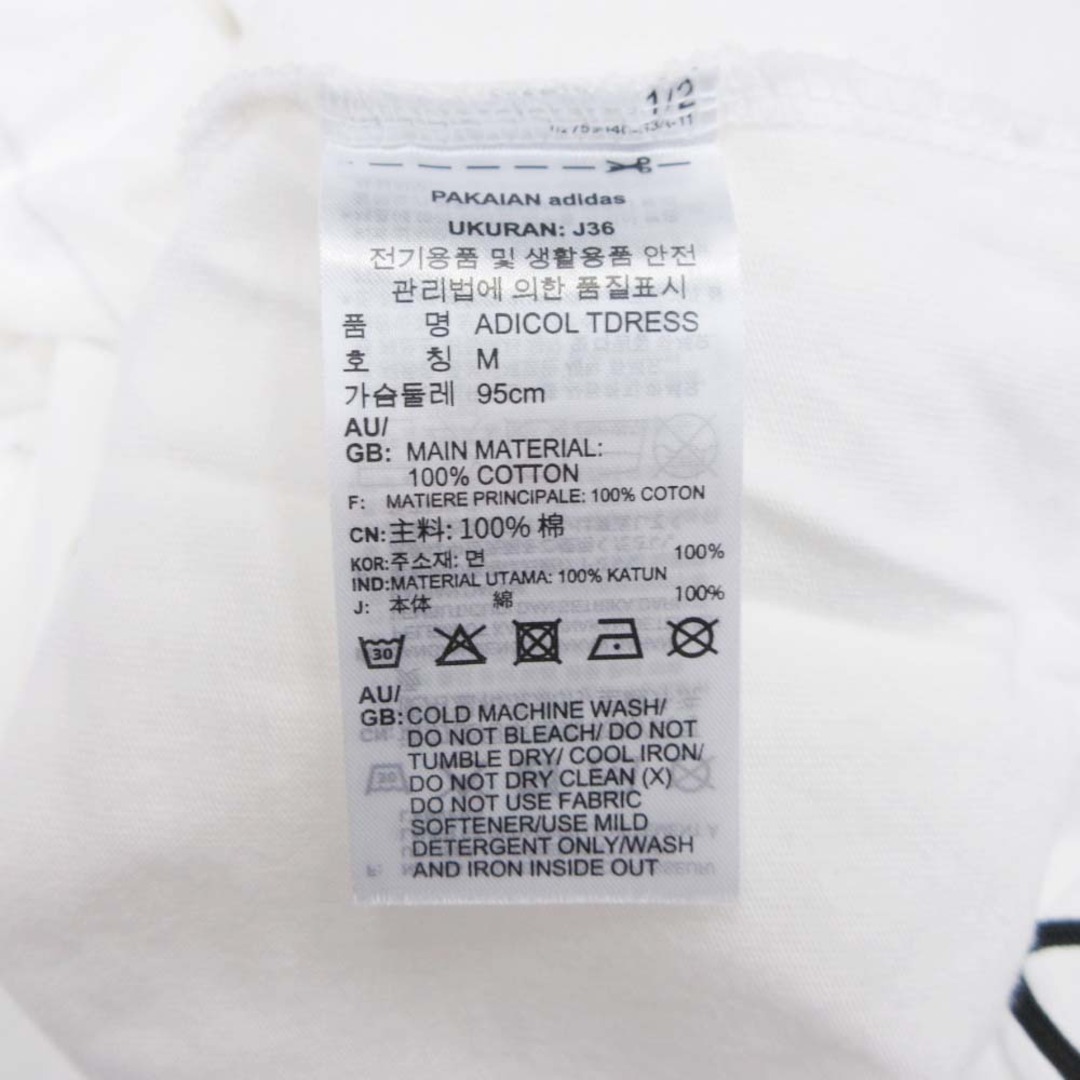 1/2
PAKAIAN adidas
UKURAN: J36
전기용품 및 생활용품 안전
관리법에 의한 품질표시
품 명 ADICOL TDRESS
호 칭 M
가슴둘레 95cm
AU/
GB: MAIN MATERIAL:
100% COTTON
F: MATIERE PRINCIPALE: 100% COTON
CN: 主料: 100% 棉
KOR: 주소재: 면 100%
IND: MATERIAL UTAMA: 100% KATUN
J: 本体 綿 100%
30
AU/
GB: COLD MACHINE WASH/
DO NOT BLEACH/ DO NOT
TUMBLE DRY/ COOL IRON/
DO NOT DRY CLEAN (X)
DO NOT USE FABRIC
SOFTENER/USE MILD
DETERGENT ONLY/WASH
AND IRON INSIDE OUT